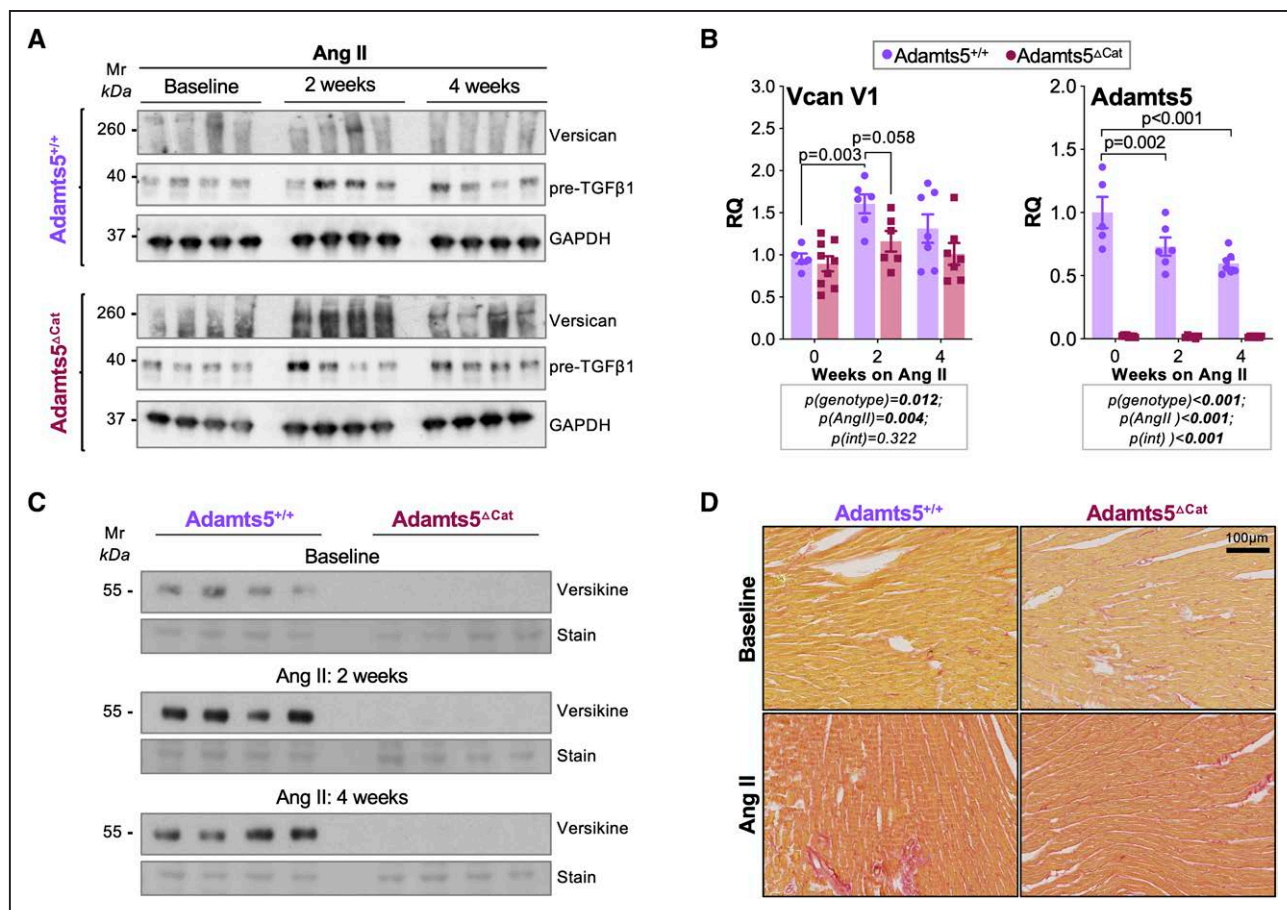 A
Ang II
Mr
kDa
Baseline
2 weeks
4 weeks
Adamts5+/+
260 -
Versican
40 -
pre-TGFβ1
37 -
GAPDH
Adamts5ΔCat
260 -
Versican
40 -
pre-TGFβ1
37 -
GAPDH
B
Adamts5+/+ Adamts5ΔCat
Vcan V1
RQ
3.0
2.5
2.0
1.5
1.0
0.5
0.0
p=0.003
p=0.058
0 2 4
Weeks on Ang II
p(genotype)=0.012;
p(AngII)=0.004;
p(int)=0.322
Adamts5
RQ
2.0
1.5
1.0
0.5
0.0
p<0.001
p=0.002
0 2 4
Weeks on Ang II
p(genotype)<0.001;
p(AngII )<0.001;
p(int) )<0.001
C
Mr
kDa
Adamts5+/+ Adamts5ΔCat
Baseline
55 -
Versikine
Stain
Ang II: 2 weeks
55 -
Versikine
Stain
Ang II: 4 weeks
55 -
Versikine
Stain
D
Adamts5+/+ Adamts5ΔCat
100µm
Baseline
Ang II